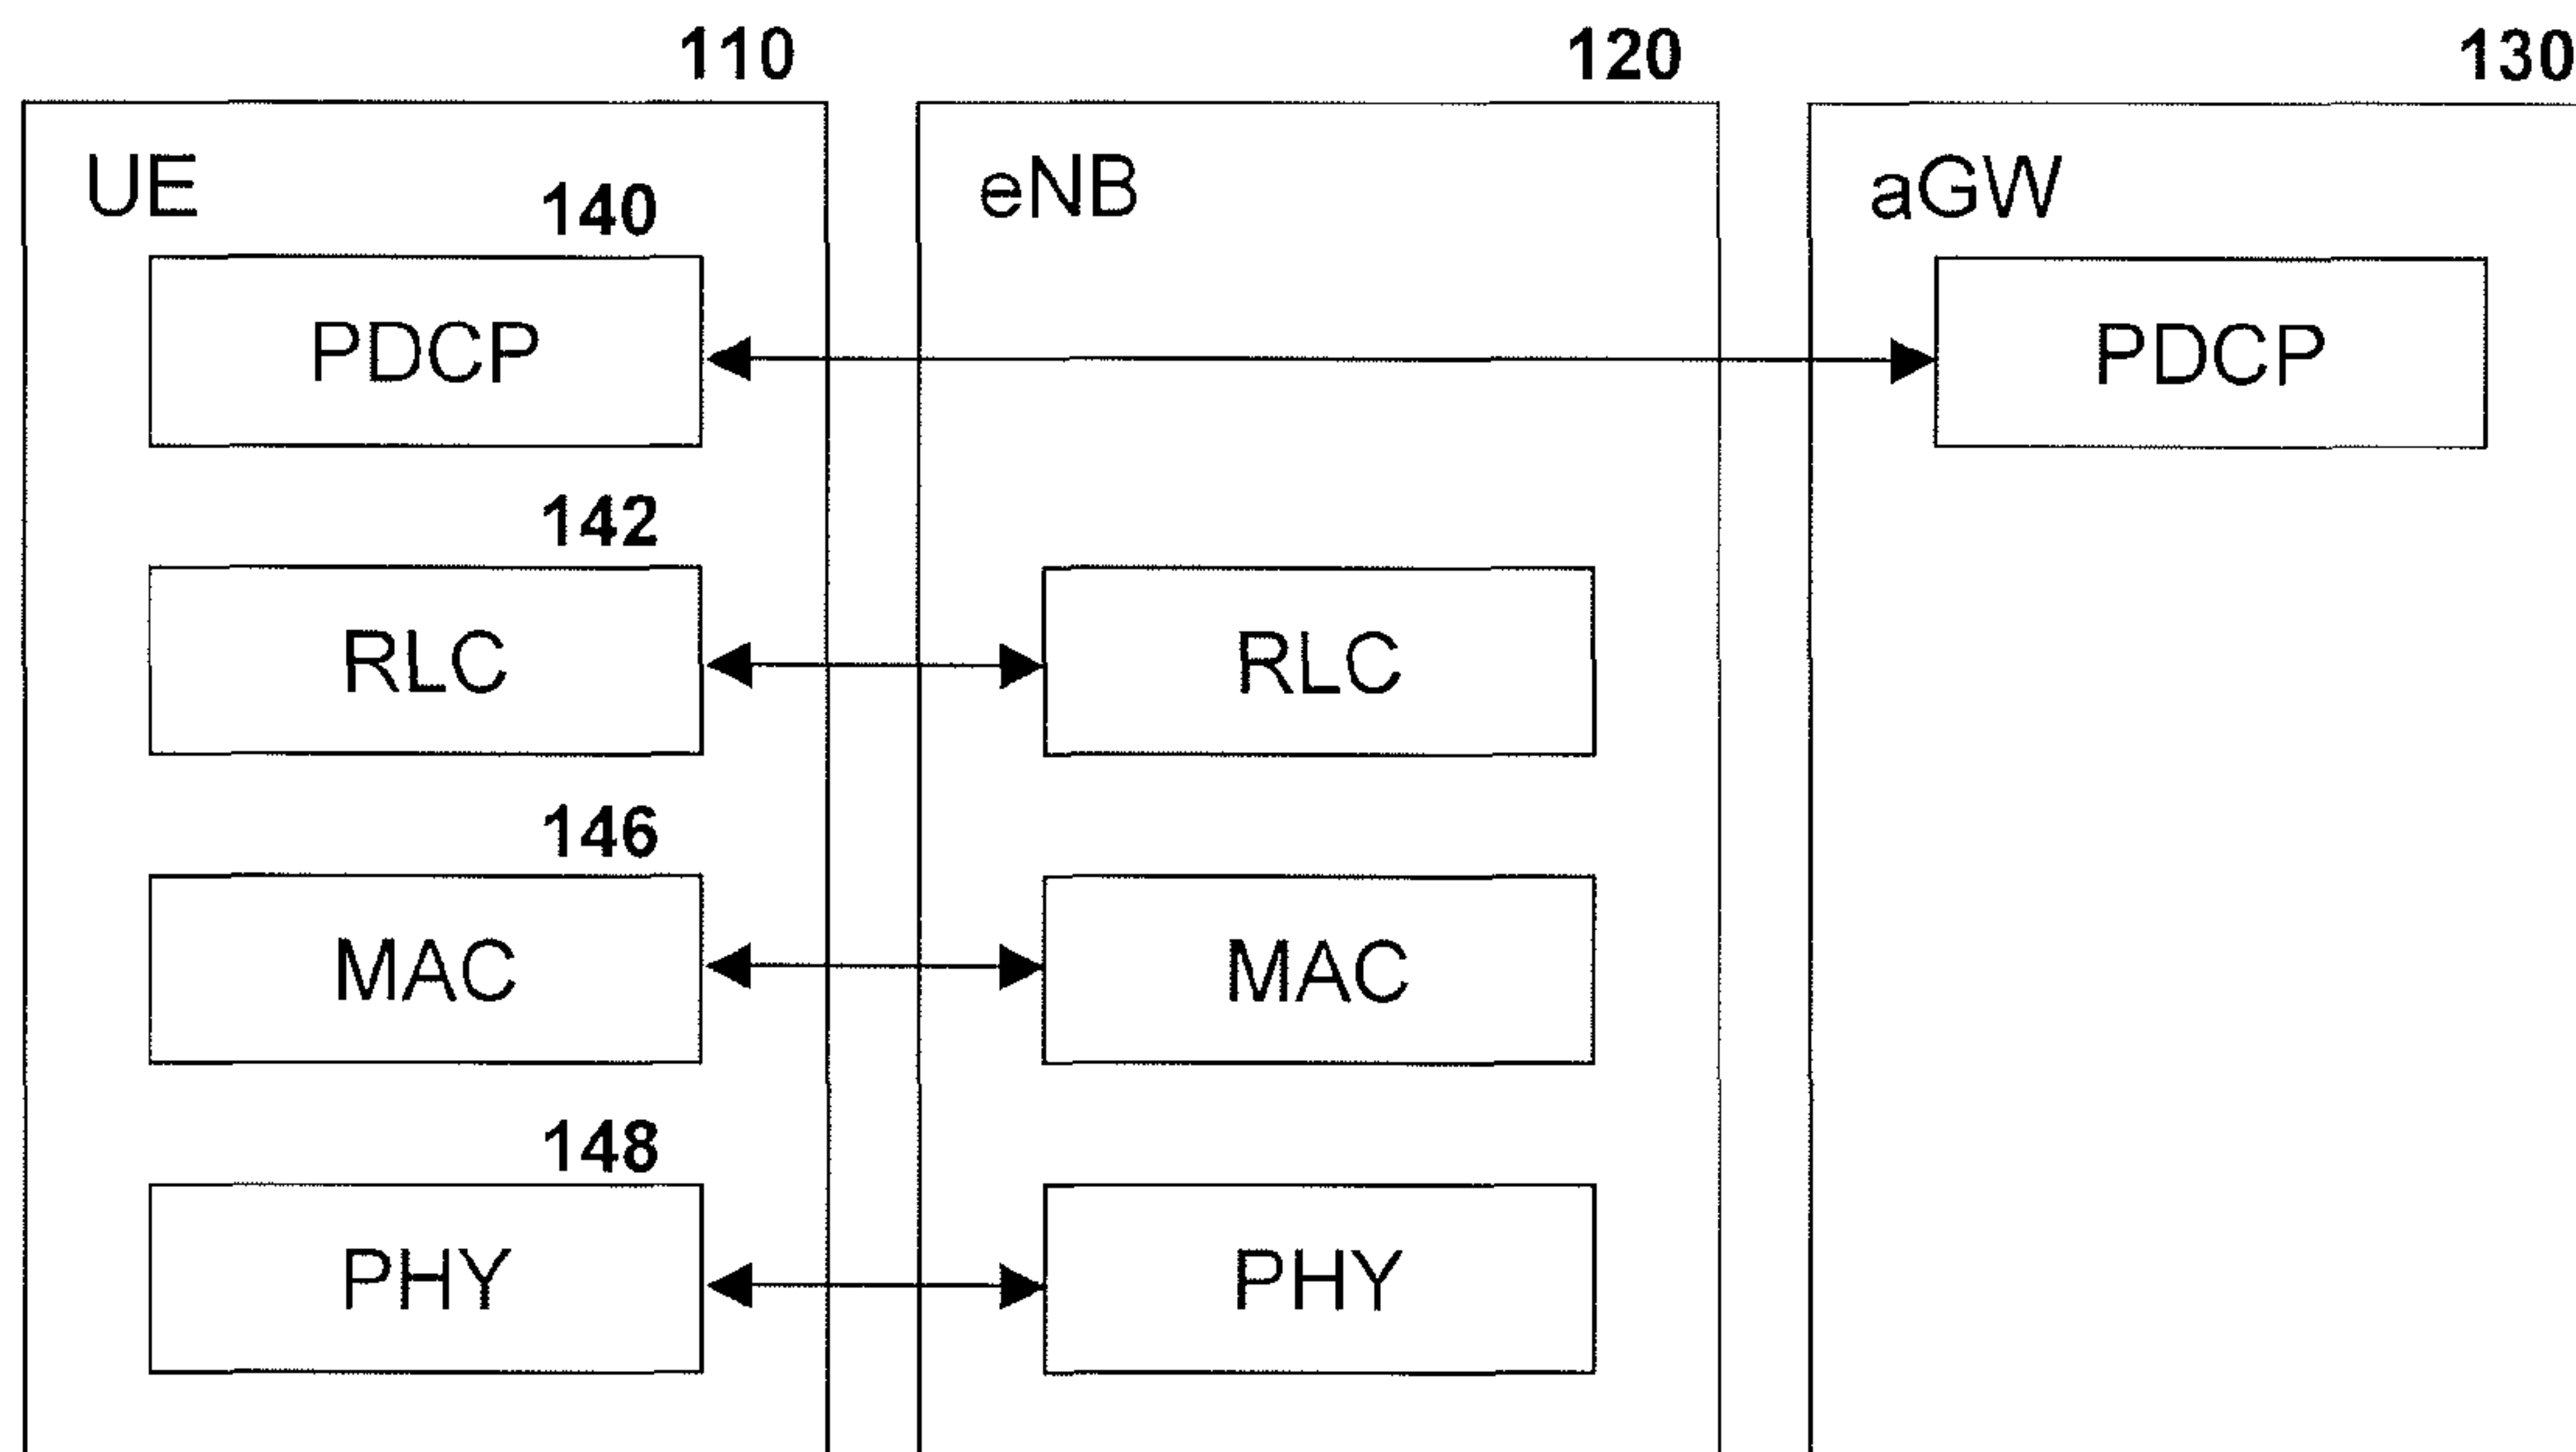 110 120 130
UE eNB aGW
140
PDCP PDCP
142
RLC RLC
146
MAC MAC
148
PHY PHY